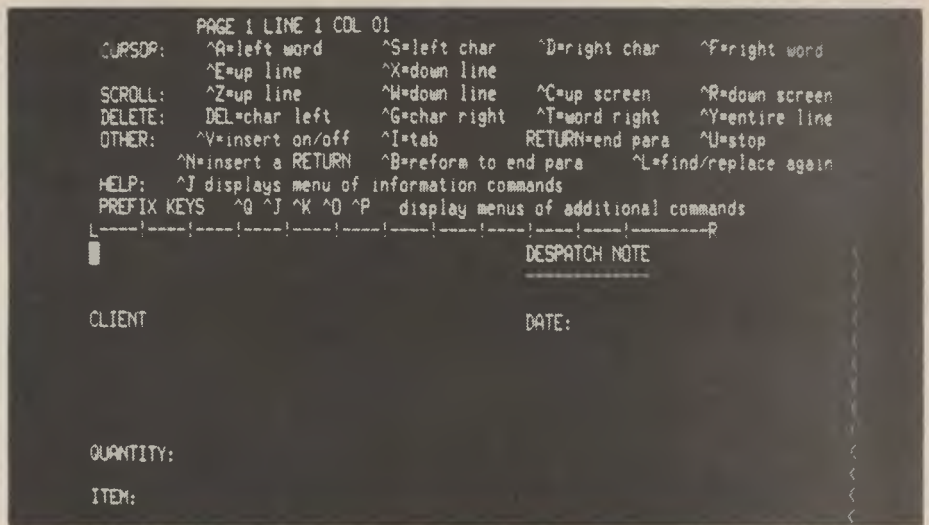 PAGE 1 LINE 1 COL 01
CURSOR: ^A=left word ^S=left char ^D=right char ^F=right word
^E=up line ^X=down line
SCROLL: ^Z=up line ^W=down line ^C=up screen ^R=down screen
DELETE: DEL=char left ^G=char right ^T=word right ^Y=entire line
OTHER: ^V=insert on/off ^I=tab RETURN=end para ^U=stop
^N=insert a RETURN ^B=reform to end para ^L=find/replace again
HELP: ^J displays menu of information commands
PREFIX KEYS ^Q ^J ^K ^O ^P display menus of additional commands
L----!----!----!----!----!----!----!----!----!----!----!--------R
DESPATCH NOTE
-------------
CLIENT DATE:
QUANTITY:
ITEM: